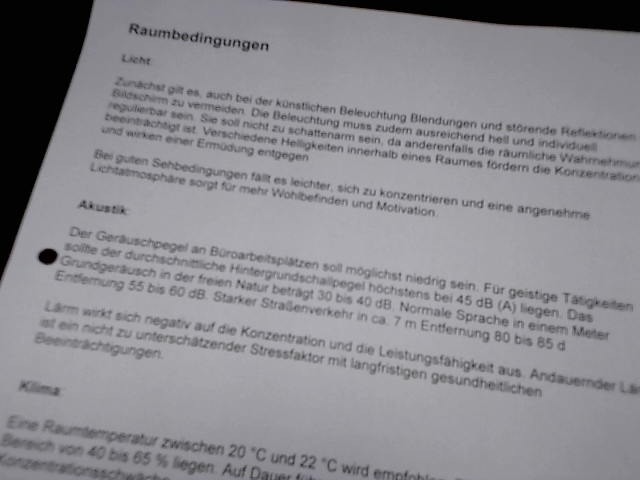 Raumbedingungen
Licht:
Zunächst gilt es, auch bei der künstlichen Beleuchtung Blendungen und störende Reflektionen
Bildschirm zu vermeiden. Die Beleuchtung muss zudem ausreichend hell und individuell
regulierbar sein. Sie soll nicht zu schattenarm sein, da anderenfalls die räumliche Wahrnehmu
beeinträchtigt ist. Verschiedene Helligkeiten innerhalb eines Raumes fördern die Konzentration
und wirken einer Ermüdung entgegen
Bei guten Sehbedingungen fällt es leichter, sich zu konzentrieren und eine angenehme
Lichtatmosphäre sorgt für mehr Wohlbefinden und Motivation.
Akustik:
Der Geräuschpegel an Büroarbeitsplätzen soll möglichst niedrig sein. Für geistige Tätigkeiten
sollte der durchschnittliche Hintergrundschallpegel höchstens bei 45 dB (A) liegen. Das
Grundgeräusch in der freien Natur beträgt 30 bis 40 dB. Normale Sprache in einem Meter
Entfernung 55 bis 60 dB. Starker Straßenverkehr in ca. 7 m Entfernung 80 bis 85 d
Lärm wirkt sich negativ auf die Konzentration und die Leistungsfähigkeit aus. Andauernder Lär
ist ein nicht zu unterschätzender Stressfaktor mit langfristigen gesundheitlichen
Beeinträchtigungen.
Klima:
Eine Raumtemperatur zwischen 20 °C und 22 °C wird empfohlen.
Bereich von 40 bis 65 % liegen. Auf Dauer
Konzentrationsschwäche